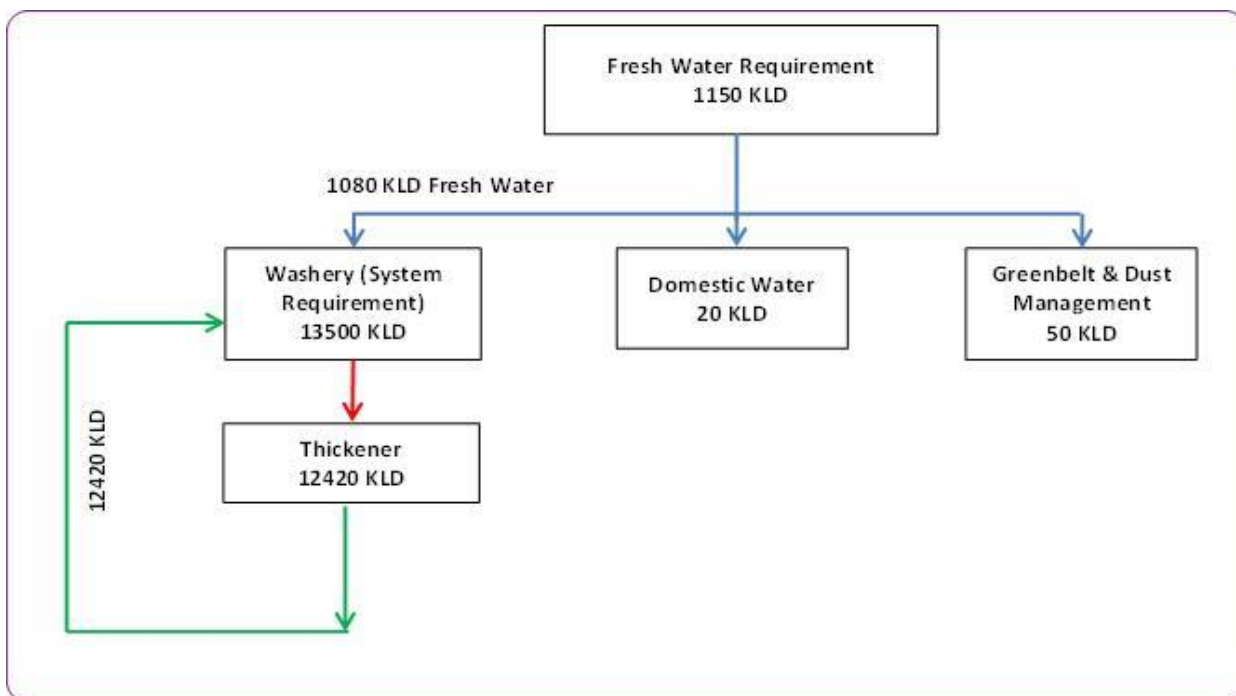 Fresh Water Requirement
1150 KLD
1080 KLD Fresh Water
Washery (System
Requirement)
13500 KLD
Domestic Water
20 KLD
Greenbelt & Dust
Management
50 KLD
12420 KLD
Thickener
12420 KLD